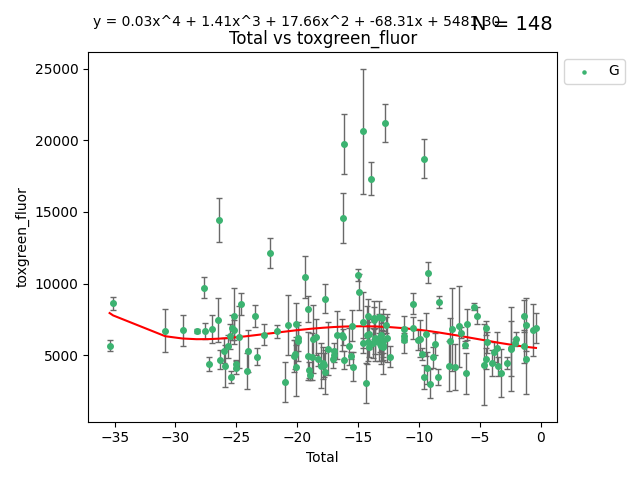 y = 0.03x^4 + 1.41x^3 + 17.66x^2 + -68.31x + 5481.30
N = 148
Total vs toxgreen_fluor
G
25000
20000
15000
10000
5000
toxgreen_fluor
−35
−30
−25
−20
−15
−10
−5
0
Total